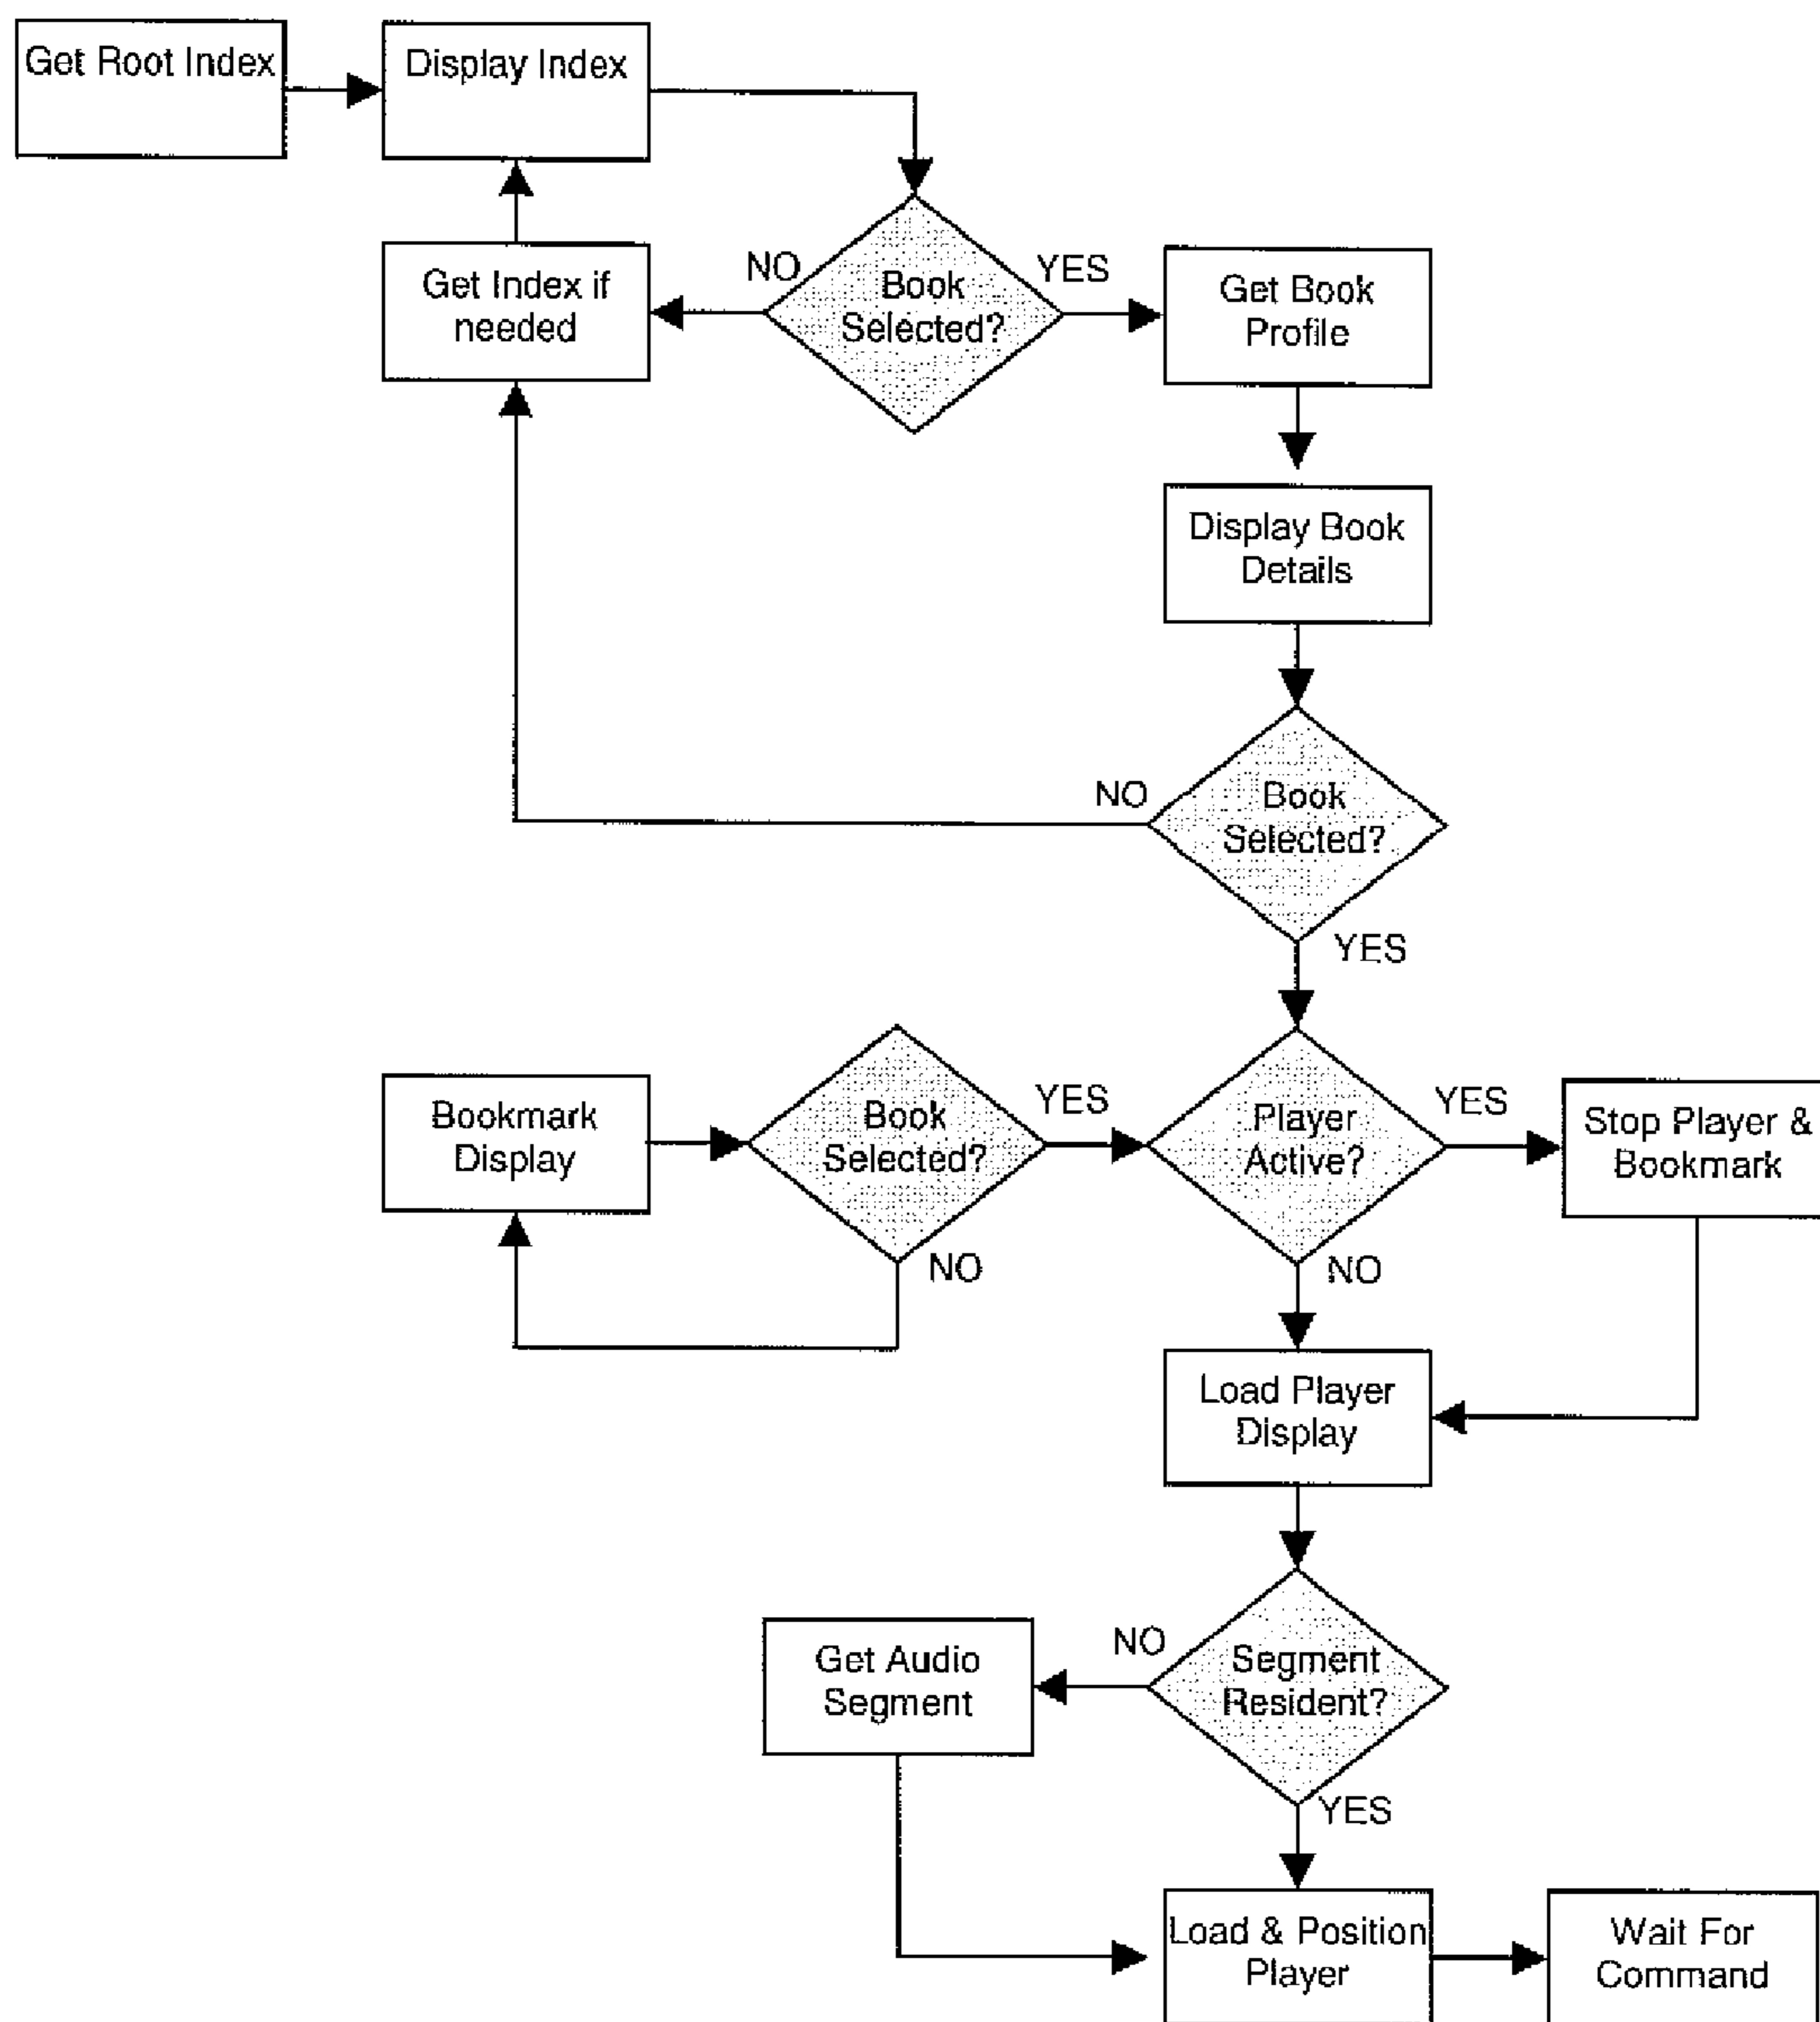 Get Root Index
Display Index
Get Index if
needed
NO
Book
Selected?
YES
Get Book
Profile
Display Book
Details
NO
Book
Selected?
YES
Bookmark
Display
Book
Selected?
YES
NO
Player
Active?
YES
NO
Stop Player &
Bookmark
Load Player
Display
Get Audio
Segment
NO
Segment
Resident?
YES
Load & Position
Player
Wait For
Command